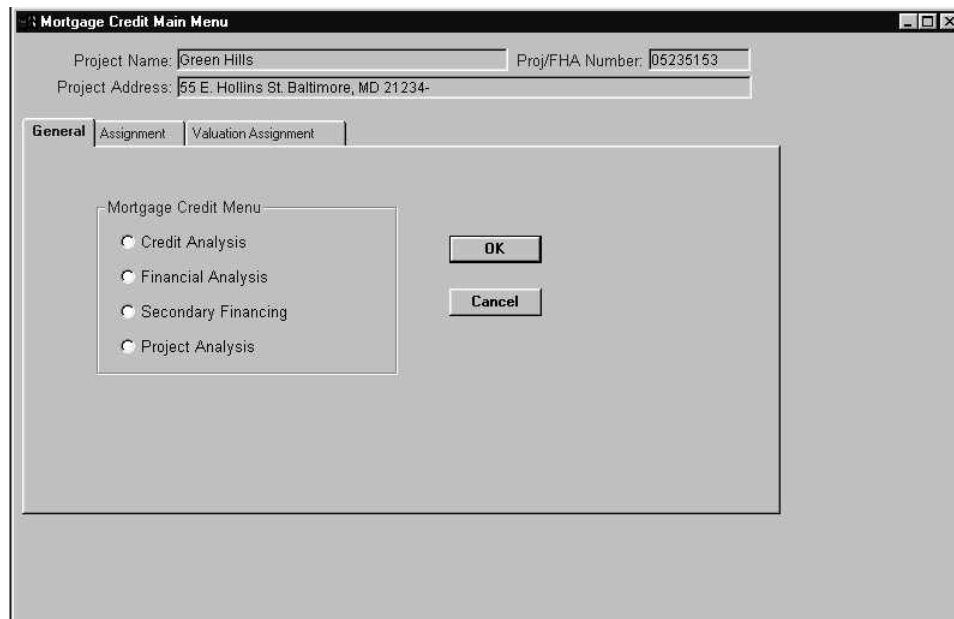 Mortgage Credit Main Menu
Project Name: Green Hills Proj/FHA Number: 05235153
Project Address: 55 E. Hollins St. Baltimore, MD 21234-
General Assignment Valuation Assignment
Mortgage Credit Menu
Credit Analysis
OK
Financial Analysis
Cancel
Secondary Financing
Project Analysis